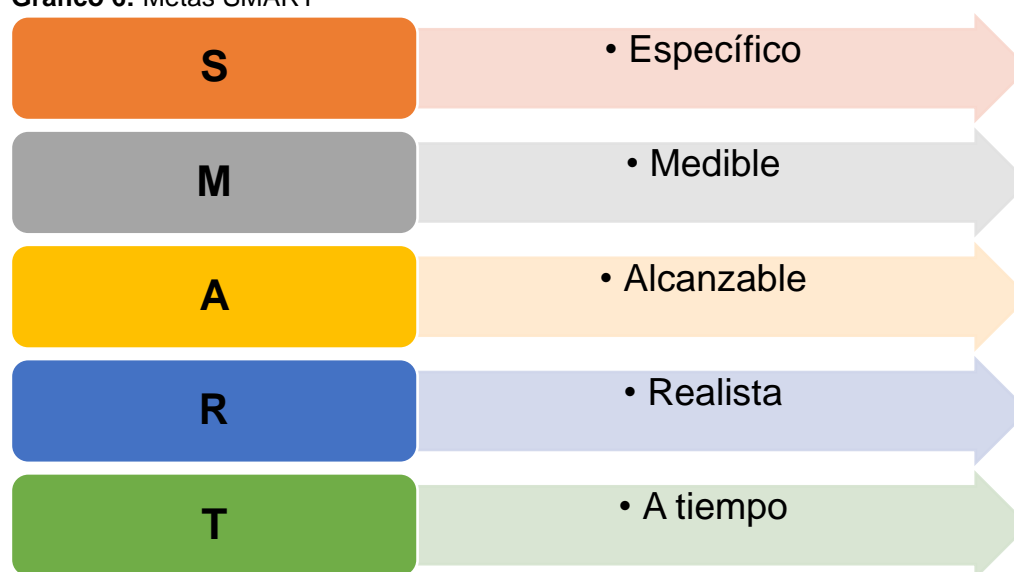 Gráfico 6: Metas SMART
S
• Específico
M
• Medible
A
• Alcanzable
R
• Realista
T
• A tiempo